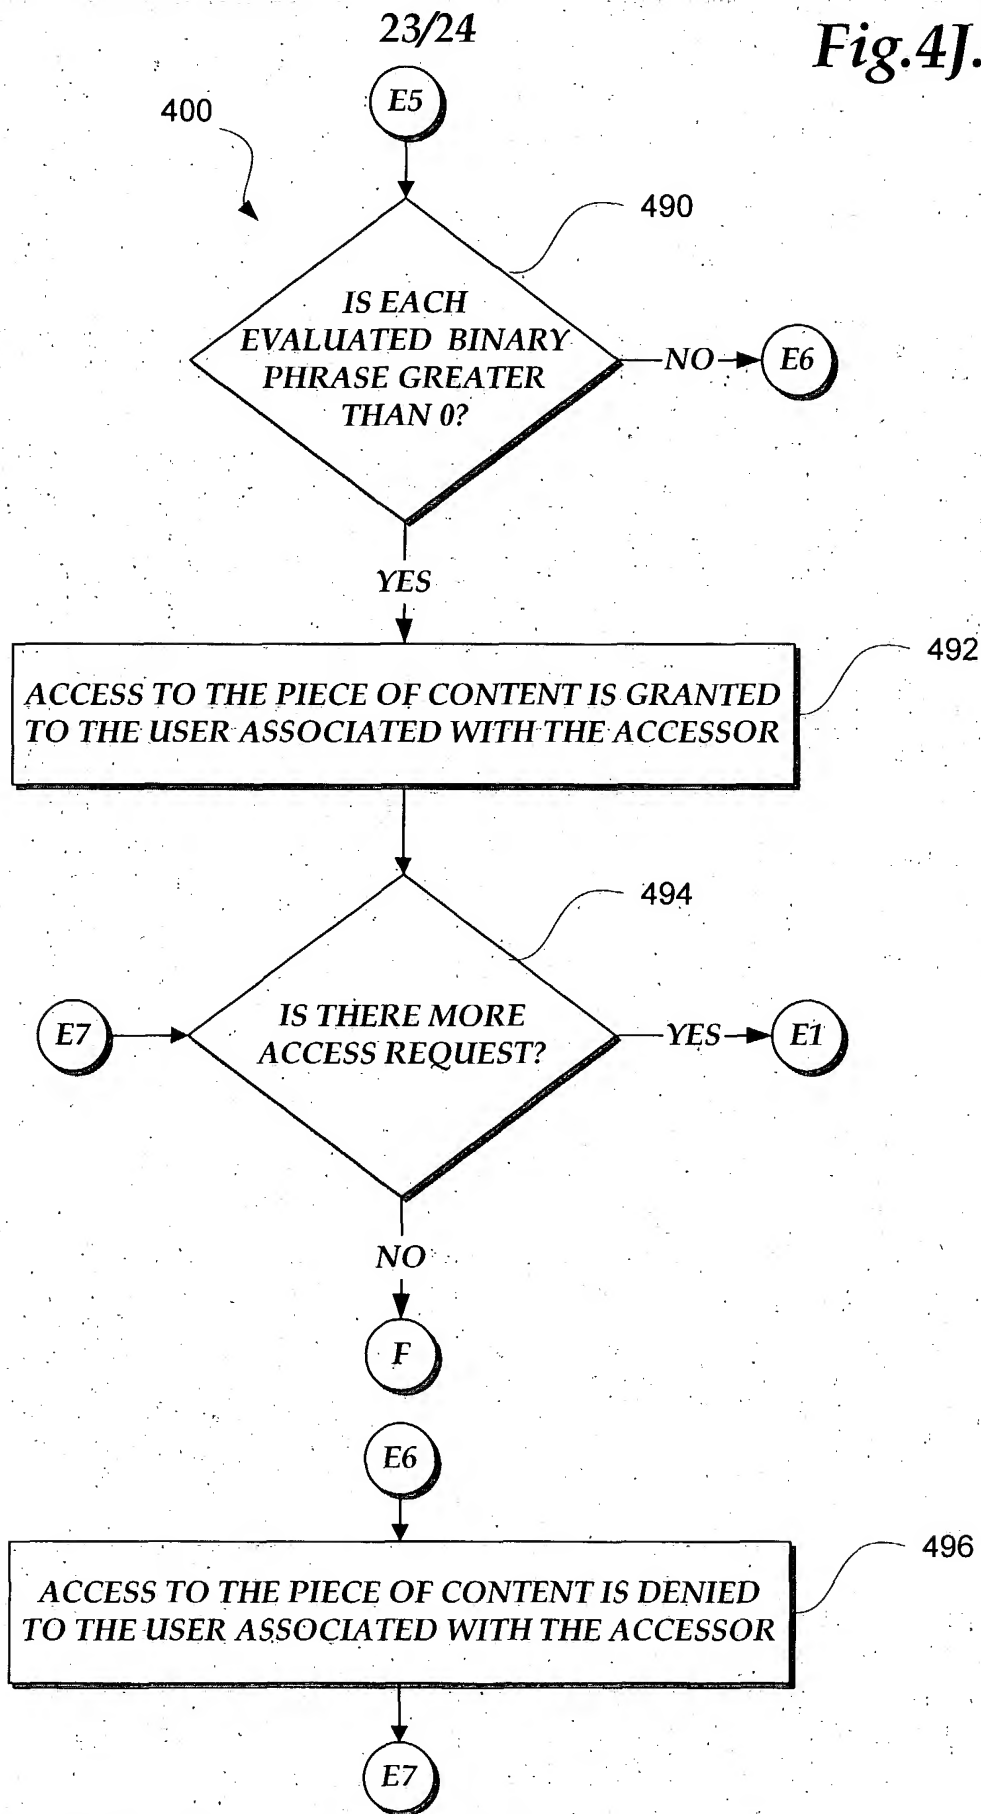 23/24
Fig.4J.
E5
400
490
IS EACH
EVALUATED BINARY
PHRASE GREATER
THAN 0?
NO
E6
YES
492
ACCESS TO THE PIECE OF CONTENT IS GRANTED
TO THE USER ASSOCIATED WITH THE ACCESSOR
494
E7
IS THERE MORE
ACCESS REQUEST?
YES
E1
NO
F
E6
496
ACCESS TO THE PIECE OF CONTENT IS DENIED
TO THE USER ASSOCIATED WITH THE ACCESSOR
E7